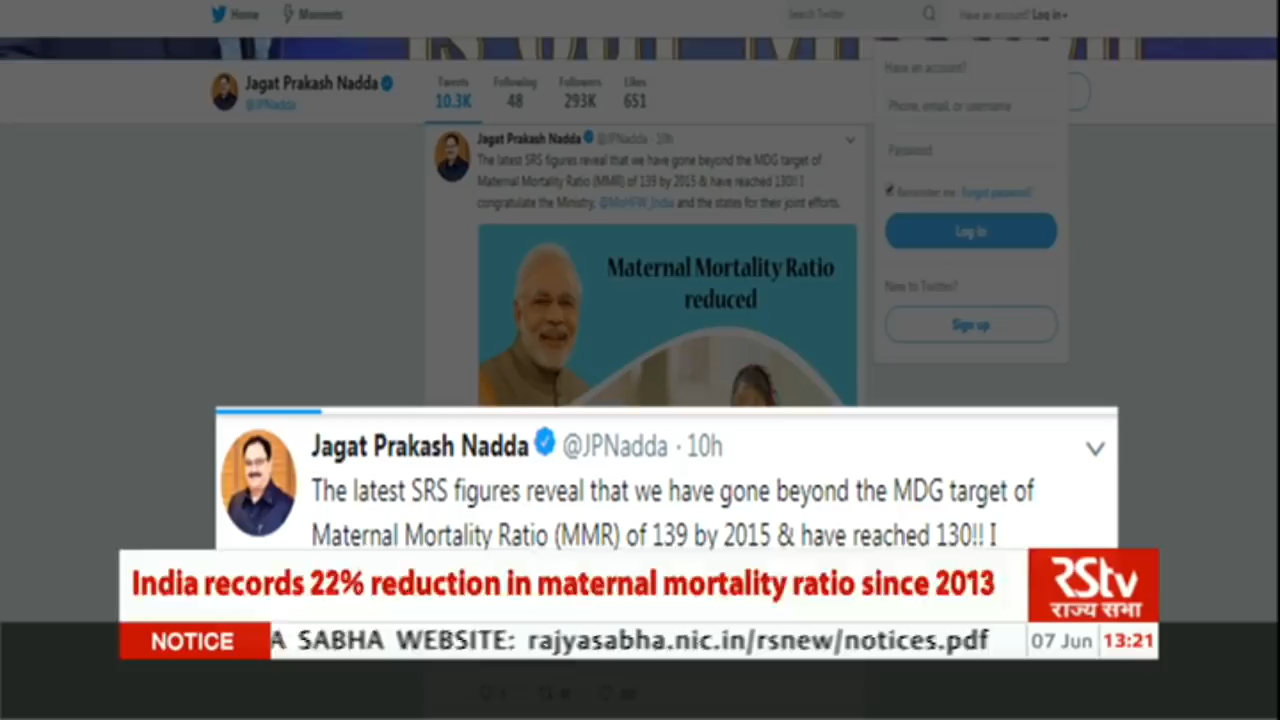 Home Moments Search Twitter Have an account? Log in
Jagat Prakash Nadda
@JPNadda
Tweets Following Followers Likes
10.3K 48 293K 651
Have an account?
Phone, email, or username
Password
Remember me Forgot password?
Log in
New to Twitter?
Sign up
Jagat Prakash Nadda @JPNadda · 10h
The latest SRS figures reveal that we have gone beyond the MDG target of
Maternal Mortality Ratio (MMR) of 139 by 2015 & have reached 130!! I
congratulate the Ministry, @MoHFW_India and the states for their joint efforts.
Maternal Mortality Ratio
reduced
Jagat Prakash Nadda @JPNadda · 10h
The latest SRS figures reveal that we have gone beyond the MDG target of
Maternal Mortality Ratio (MMR) of 139 by 2015 & have reached 130!! I
India records 22% reduction in maternal mortality ratio since 2013
RStv
राज्य सभा
NOTICE A SABHA WEBSITE: rajyasabha.nic.in/rsnew/notices.pdf 07 Jun 13:21